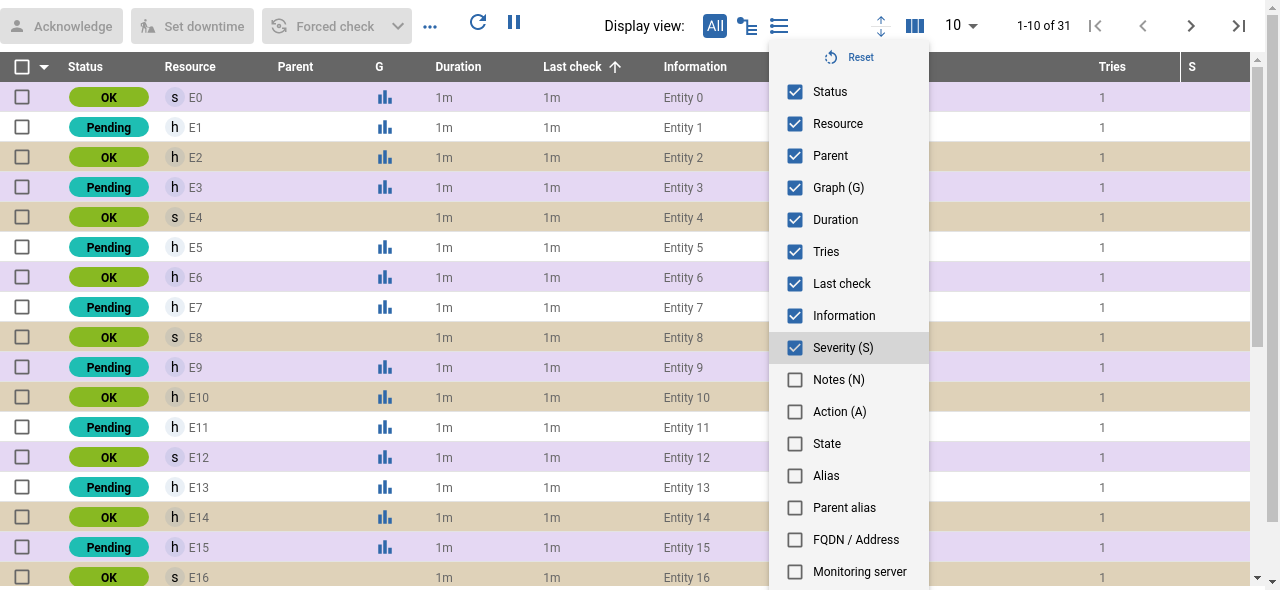 Acknowledge Set downtime Forced check Display view: All 10 1-10 of 31
Status Resource Parent G Duration Last check Information Tries S
OK s E0 1m 1m Entity 0 1
Pending h E1 1m 1m Entity 1 1
OK h E2 1m 1m Entity 2 1
Pending h E3 1m 1m Entity 3 1
OK s E4 1m 1m Entity 4 1
Pending h E5 1m 1m Entity 5 1
OK h E6 1m 1m Entity 6 1
Pending h E7 1m 1m Entity 7 1
OK s E8 1m 1m Entity 8 1
Pending h E9 1m 1m Entity 9 1
OK h E10 1m 1m Entity 10 1
Pending h E11 1m 1m Entity 11 1
OK s E12 1m 1m Entity 12 1
Pending h E13 1m 1m Entity 13 1
OK h E14 1m 1m Entity 14 1
Pending h E15 1m 1m Entity 15 1
OK s E16 1m 1m Entity 16 1
Reset
Status
Resource
Parent
Graph (G)
Duration
Tries
Last check
Information
Severity (S)
Notes (N)
Action (A)
State
Alias
Parent alias
FQDN / Address
Monitoring server